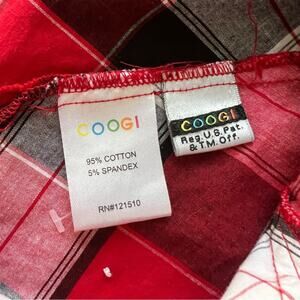 COOGI
95% COTTON
5% SPANDEX
RN#121510
COOGI
Reg. U.S. Pat.
& T.M. Off.